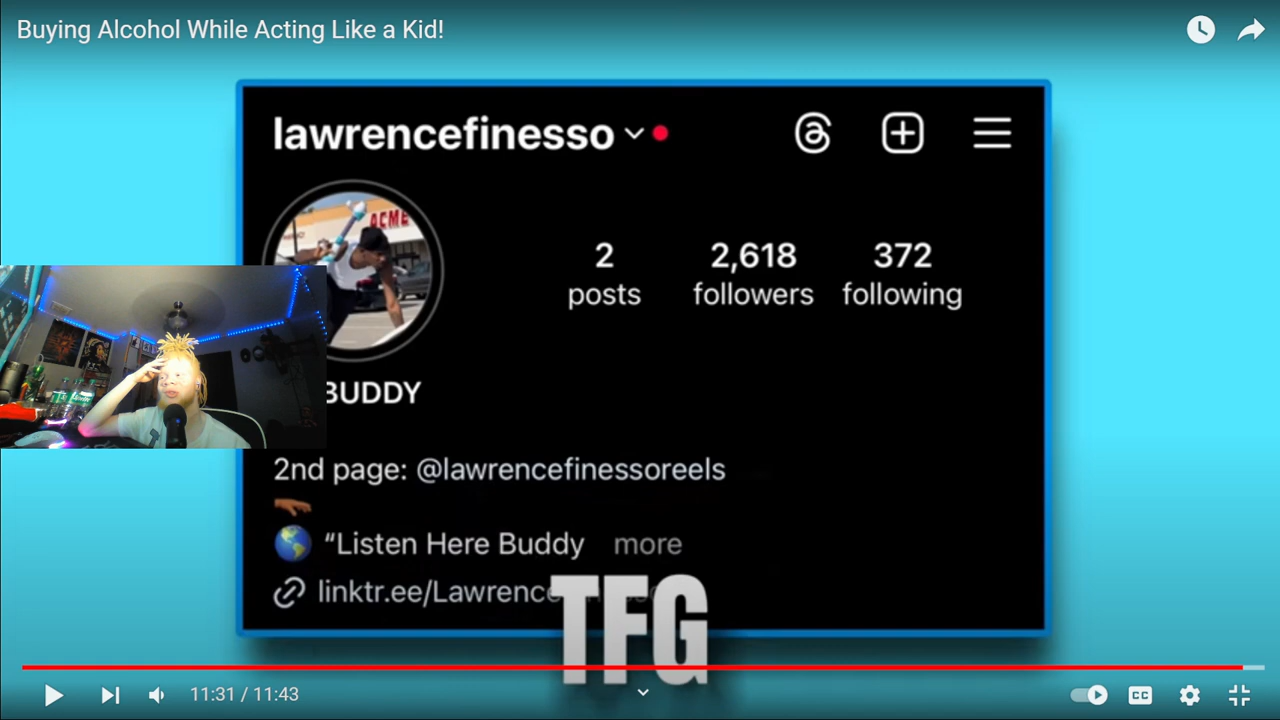 Buying Alcohol While Acting Like a Kid!
lawrencefinesso
ACME
2 posts
2,618 followers
372 following
BUDDY
2nd page: @lawrencefinessoreels
“Listen Here Buddy more
linktr.ee/Lawrence
TFG
11:31 / 11:43
CC